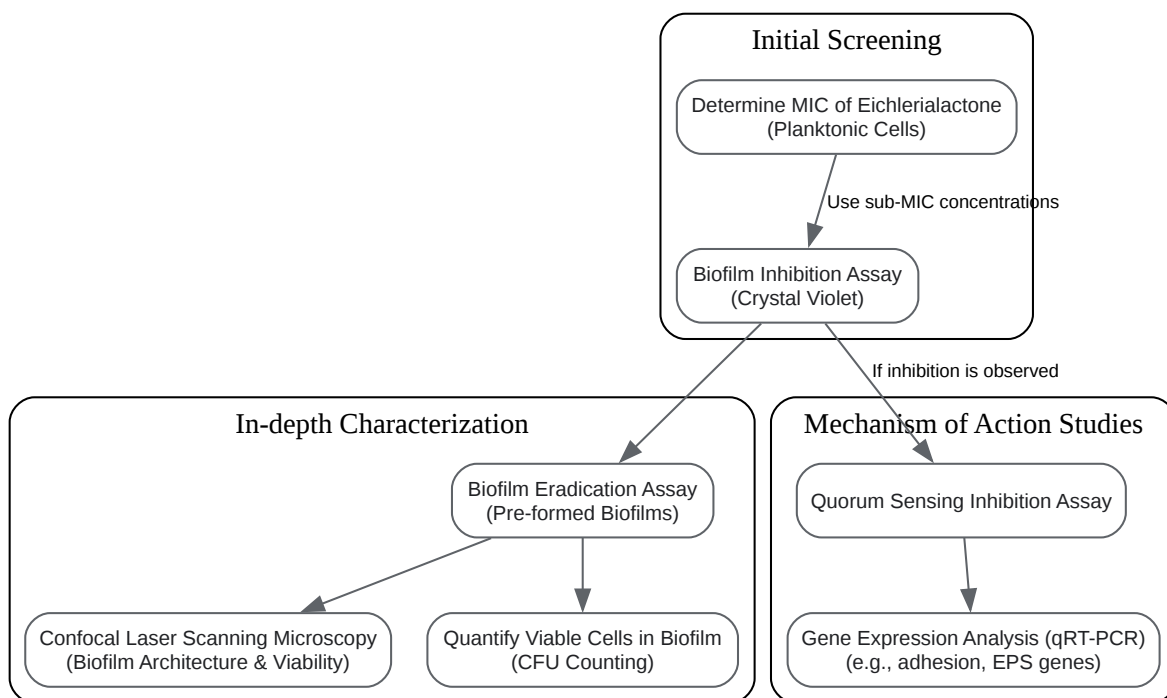 Initial Screening
Determine MIC of Eichlerialactone
(Planktonic Cells)
Use sub-MIC concentrations
Biofilm Inhibition Assay
(Crystal Violet)
If inhibition is observed
In-depth Characterization
Biofilm Eradication Assay
(Pre-formed Biofilms)
Confocal Laser Scanning Microscopy
(Biofilm Architecture & Viability)
Quantify Viable Cells in Biofilm
(CFU Counting)
Mechanism of Action Studies
Quorum Sensing Inhibition Assay
Gene Expression Analysis (qRT-PCR)
(e.g., adhesion, EPS genes)